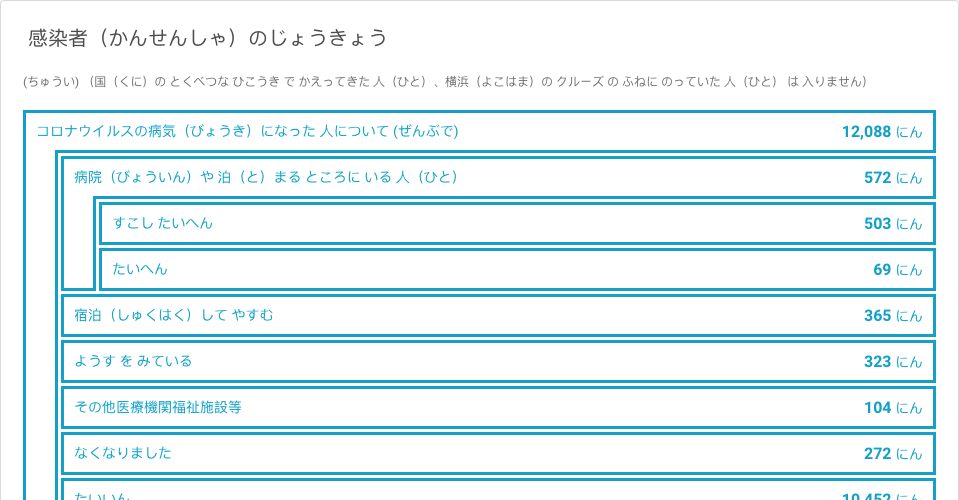 感染者（かんせんしゃ）のじょうきょう
(ちゅうい) （国（くに）の とくべつな ひこうき で かえってきた 人（ひと）、横浜（よこはま）の クルーズ の ふねに のっていた 人（ひと） は 入りません）
コロナウイルスの病気（びょうき）になった 人について (ぜんぶで) 12,088 にん
病院（びょういん）や 泊（と）まる ところに いる 人（ひと） 572 にん
すこし たいへん 503 にん
たいへん 69 にん
宿泊（しゅくはく）して やすむ 365 にん
ようす を みている 323 にん
その他医療機関福祉施設等 104 にん
なくなりました 272 にん
たいいん 10,452 にん